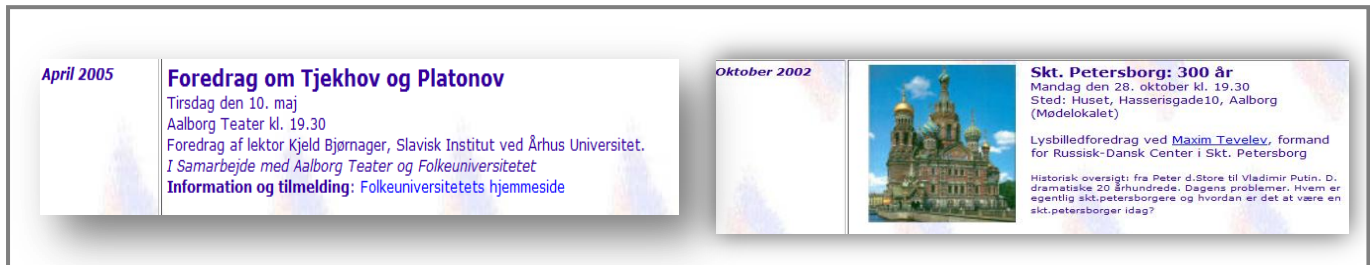 April 2005
Foredrag om Tjekhov og Platonov
Tirsdag den 10. maj
Aalborg Teater kl. 19.30
Foredrag af lektor Kjeld Bjørnager, Slavisk Institut ved Århus Universitet.
I Samarbejde med Aalborg Teater og Folkeuniversitetet
Information og tilmelding: Folkeuniversitetets hjemmeside
Oktober 2002
Skt. Petersborg: 300 år
Mandag den 28. oktober kl. 19.30
Sted: Huset, Hasserisgade10, Aalborg
(Mødelokalet)
Lysbilledforedrag ved Maxim Tevelev, formand
for Russisk-Dansk Center i Skt. Petersborg
Historisk oversigt: fra Peter d.Store til Vladimir Putin. D.
dramatiske 20 århundrede. Dagens problemer. Hvem er
egentlig skt.petersborgere og hvordan er det at være en
skt.petersborger idag?